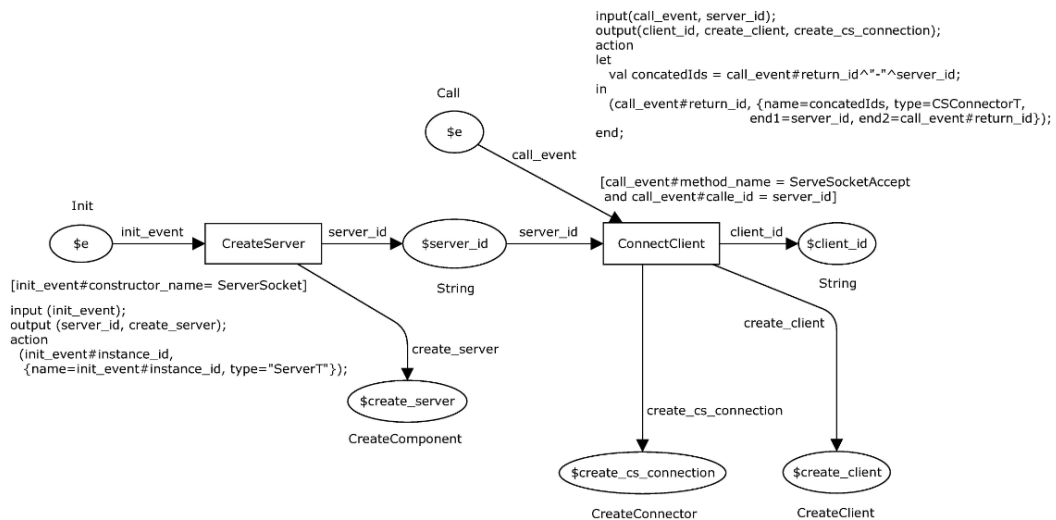 input(call_event, server_id);
output(client_id, create_client, create_cs_connection);
action
let
val concatedIds = call_event#return_id^"-"^server_id;
in
(call_event#return_id, {name=concatedIds, type=CSConnectorT,
end1=server_id, end2=call_event#return_id});
end;
Call
$e
call_event
[call_event#method_name = ServeSocketAccept
and call_event#calle_id = server_id]
Init
$e
init_event
CreateServer
server_id
$server_id
String
server_id
ConnectClient
client_id
$client_id
String
[init_event#constructor_name= ServerSocket]
input (init_event);
output (server_id, create_server);
action
(init_event#instance_id,
{name=init_event#instance_id, type="ServerT"});
create_server
$create_server
CreateComponent
create_client
create_cs_connection
$create_cs_connection
CreateConnector
$create_client
CreateClient